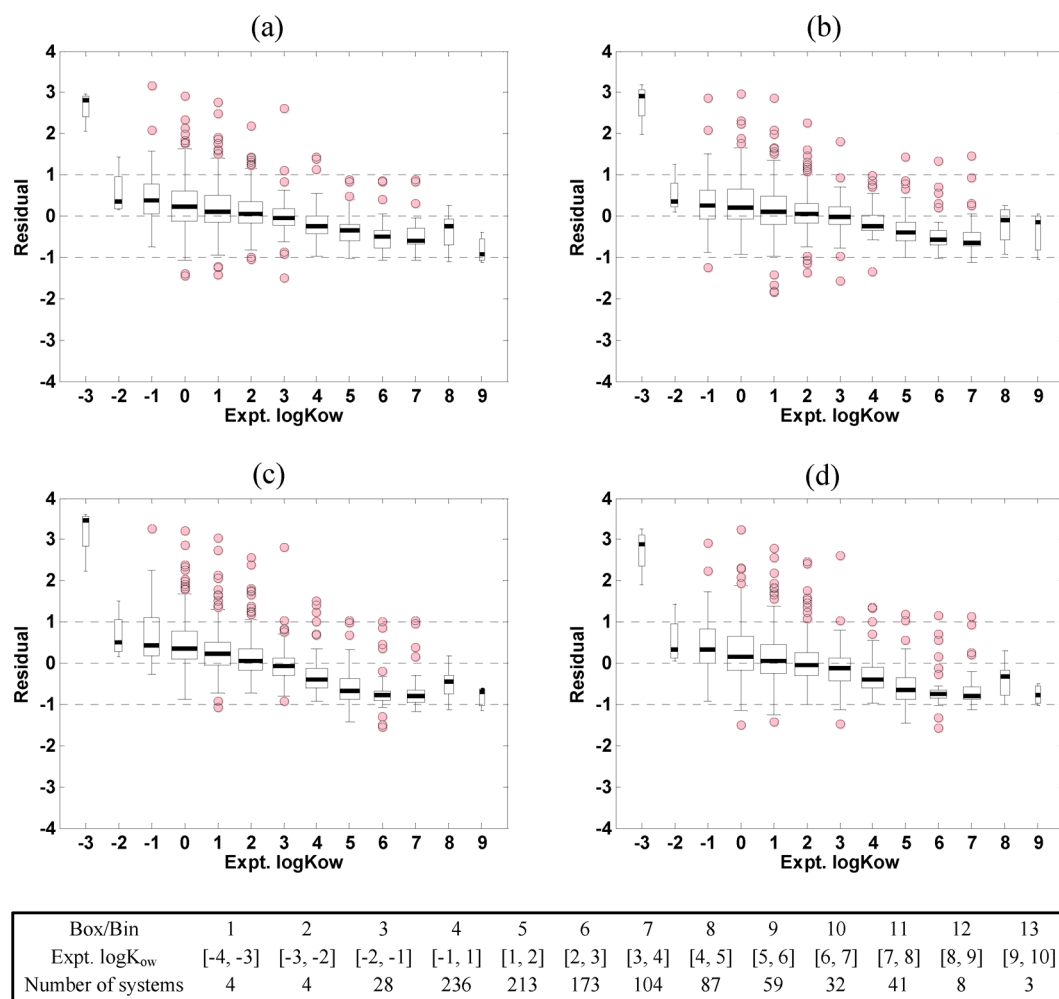 (a)
(b)
4
3
2
1
0
-1
-2
-3
-4
Residual
-3 -2 -1 0 1 2 3 4 5 6 7 8 9
Expt. logKow
4
3
2
1
0
-1
-2
-3
-4
Residual
-3 -2 -1 0 1 2 3 4 5 6 7 8 9
Expt. logKow
(c)
(d)
4
3
2
1
0
-1
-2
-3
-4
Residual
-3 -2 -1 0 1 2 3 4 5 6 7 8 9
Expt. logKow
4
3
2
1
0
-1
-2
-3
-4
Residual
-3 -2 -1 0 1 2 3 4 5 6 7 8 9
Expt. logKow
Box/Bin 1 2 3 4 5 6 7 8 9 10 11 12 13
Expt. logKow [-4, -3] [-3, -2] [-2, -1] [-1, 1] [1, 2] [2, 3] [3, 4] [4, 5] [5, 6] [6, 7] [7, 8] [8, 9] [9, 10]
Number of systems 4 4 28 236 213 173 104 87 59 32 41 8 3